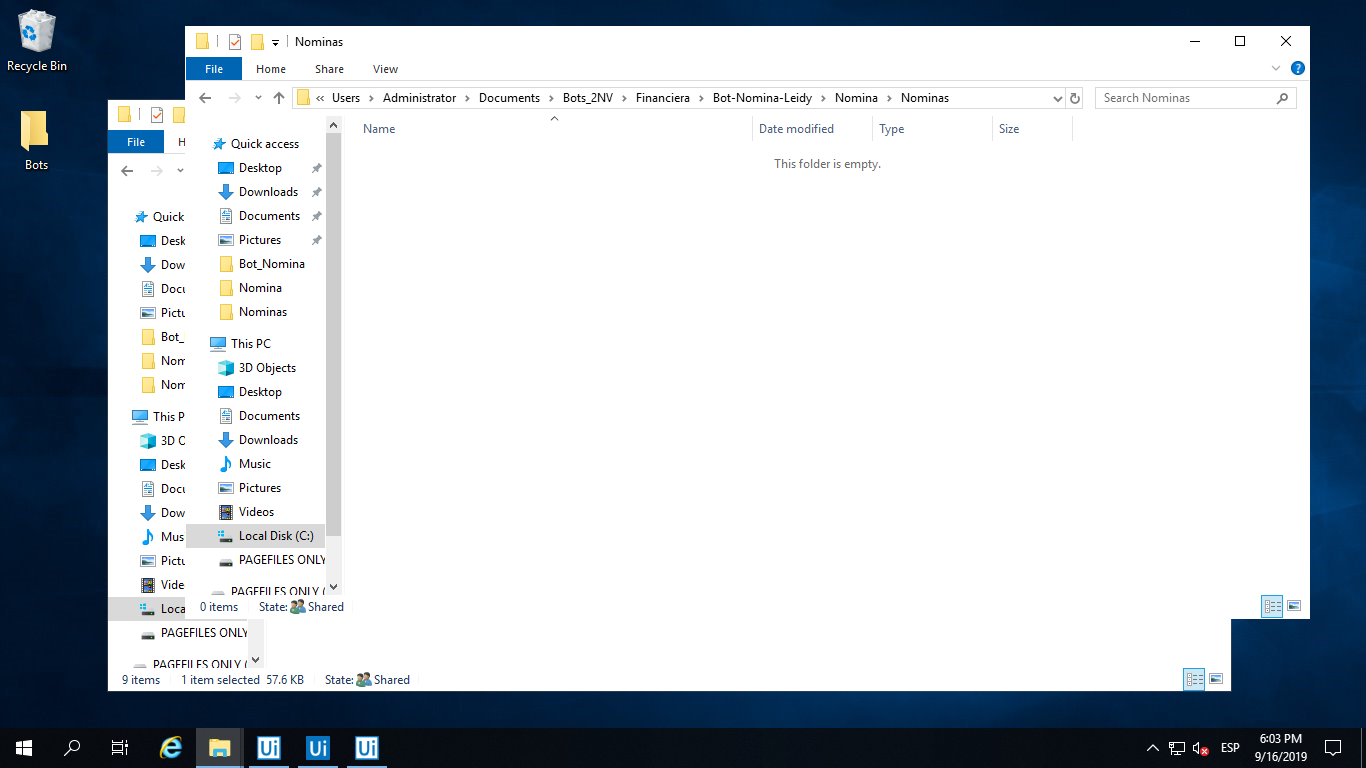 Recycle Bin
Bots
Nominas
File
Home
Share
View
Users
Administrator
Documents
Bots_2NV
Financiera
Bot-Nomina-Leidy
Nomina
Nominas
Search Nominas
Name
Date modified
Type
Size
This folder is empty.
Quick access
Desktop
Downloads
Documents
Pictures
Bot_Nomina
Nomina
Nominas
This PC
3D Objects
Desktop
Documents
Downloads
Music
Pictures
Videos
Local Disk (C:)
PAGEFILES ONLY
PAGEFILES ONLY (
0 items
State:
Shared
File
H
Quick
Desk
Dow
Docu
Pictu
Bot_
Nom
Nom
This P
3D O
Desk
Docu
Dow
Mus
Pictu
Vide
Loca
PAGEFILES ONLY
PAGEFILES ONLY (
9 items
1 item selected 57.6 KB
State:
Shared
Ui
Ui
Ui
ESP
6:03 PM
9/16/2019